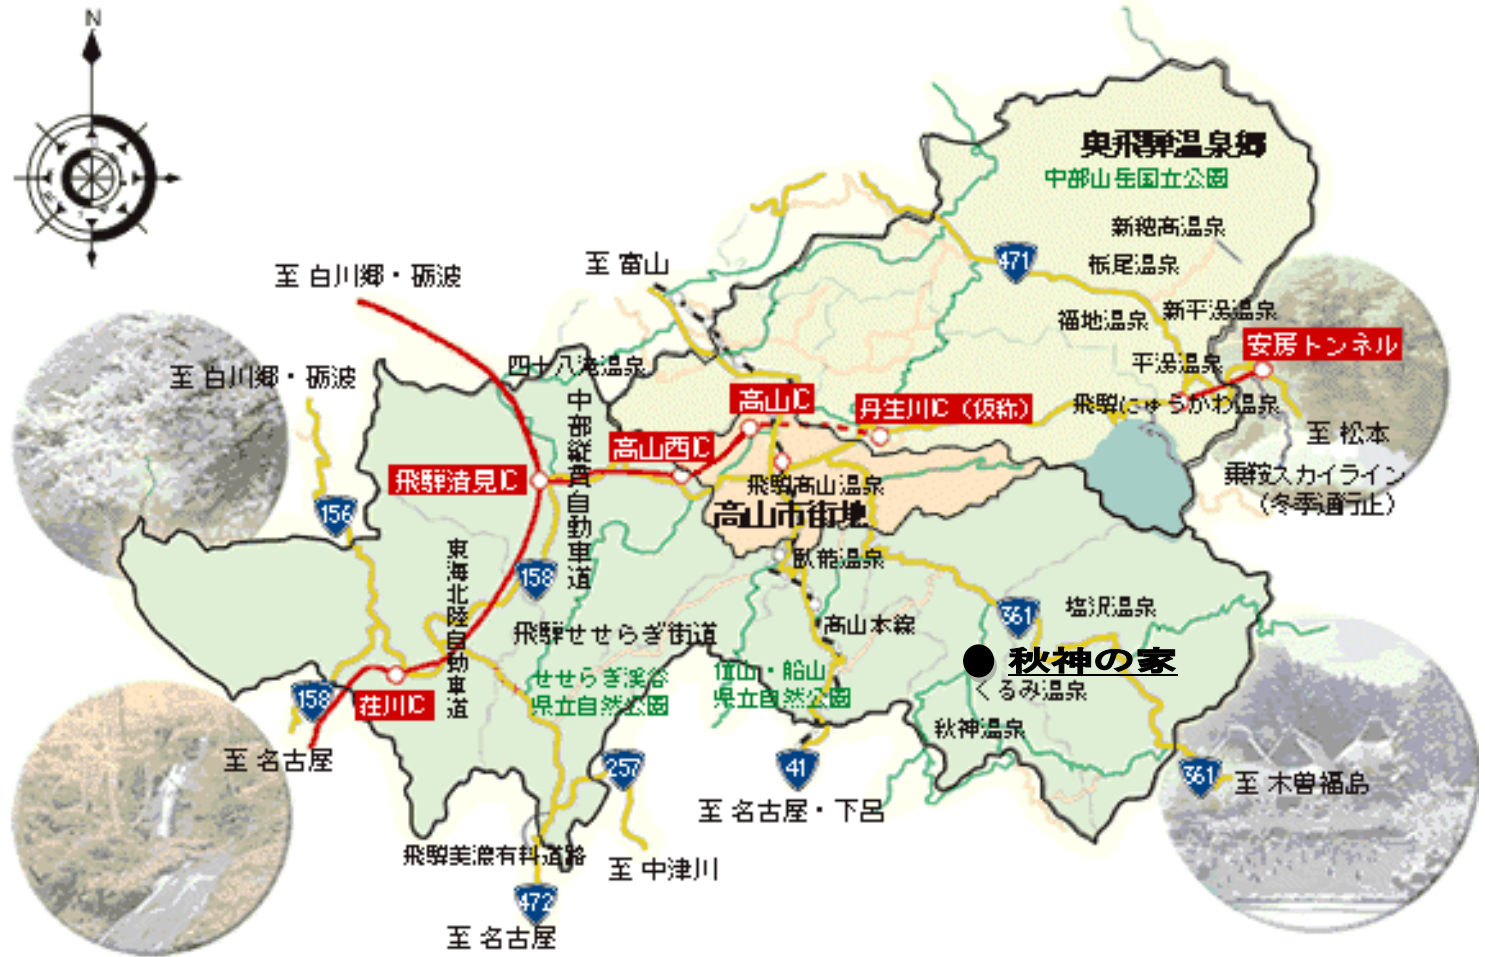 N
奥飛騨温泉郷
中部山岳国立公園
新穂高温泉
至 富山
471
栃尾温泉
至 白川郷・砺波
新平湯温泉
福地温泉
安房トンネル
平湯温泉
四十八滝温泉
至 白川郷・砺波
高山IC
丹生川IC（仮称）
飛騨にゅうかわ温泉
中部縦貫自動車道
至 松本
高山西IC
飛騨清見IC
乗鞍スカイライン
（冬季通行止）
飛騨高山温泉
高山市街地
156
東海北陸自動車道
臥龍温泉
158
361
塩沢温泉
高山本線
飛騨せせらぎ街道
秋神の家
せせらぎ渓谷
県立自然公園
位山・船山
県立自然公園
くるみ温泉
158
荘川IC
秋神温泉
至 名古屋
257
41
361
至 木曽福島
至 名古屋・下呂
飛騨美濃有料道路
至 中津川
472
至 名古屋